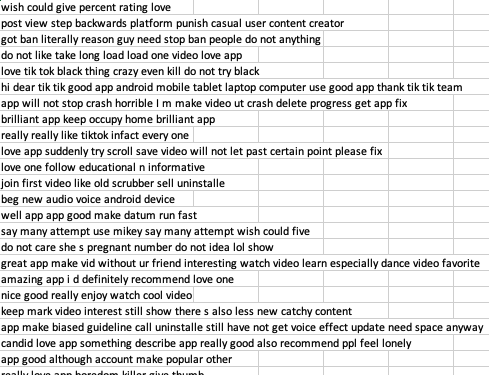 wish could give percent rating love
post view step backwards platform punish casual user content creator
got ban literally reason guy need stop ban people do not anything
do not like take long load load one video love app
love tik tok black thing crazy even kill do not try black
hi dear tik tik good app android mobile tablet laptop computer use good app thank tik tik team
app will not stop crash horrible I m make video ut crash delete progress get app fix
brilliant app keep occupy home brilliant app
really really like tiktok infact every one
love app suddenly try scroll save video will not let past certain point please fix
love one follow educational n informative
join first video like old scrubber sell uninstalle
beg new audio voice android device
well app app good make datum run fast
say many attempt use mikey say many attempt wish could five
do not care she s pregnant number do not idea lol show
great app make vid without ur friend interesting watch video learn especially dance video favorite
amazing app i d definitely recommend love one
nice good really enjoy watch cool video
keep mark video interest still show there s also less new catchy content
app make biased guideline call uninstalle still have not get voice effect update need space anyway
candid love app something describe app really good also recommend ppl feel lonely
app good although account make popular other
really love app boredom killer give thumb